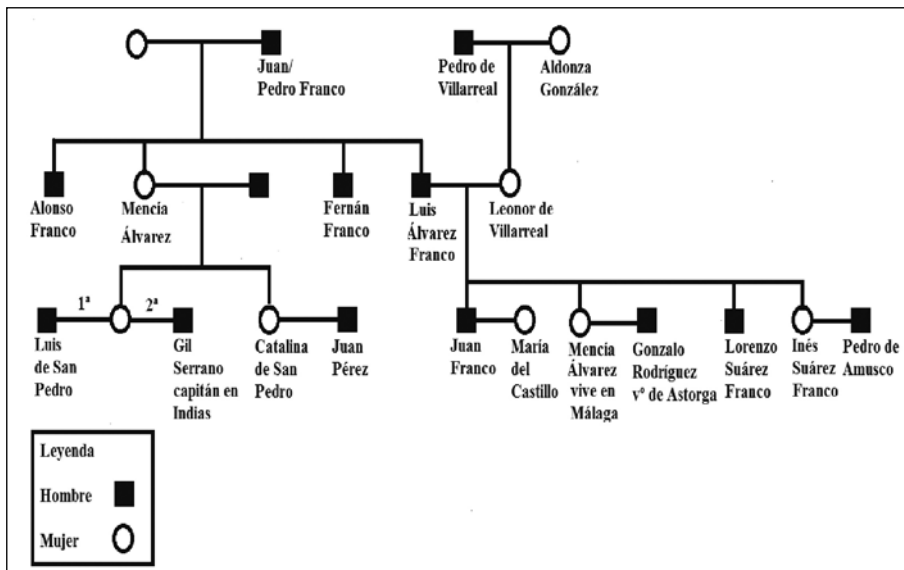 Juan/
Pedro Franco
Pedro de
Villarreal
Aldonza
González
Alonso
Franco
Mencía
Álvarez
Fernán
Franco
Luis
Álvarez
Franco
Leonor de
Villarreal
1ª
2ª
Luis
de San
Pedro
Gil
Serrano
capitán en
Indias
Catalina
de San
Pedro
Juan
Pérez
Juan
Franco
María
del
Castillo
Mencía
Álvarez
vive en
Málaga
Gonzalo
Rodríguez
vº de Astorga
Lorenzo
Suárez
Franco
Inés
Suárez
Franco
Pedro de
Amusco
Leyenda
Hombre
Mujer